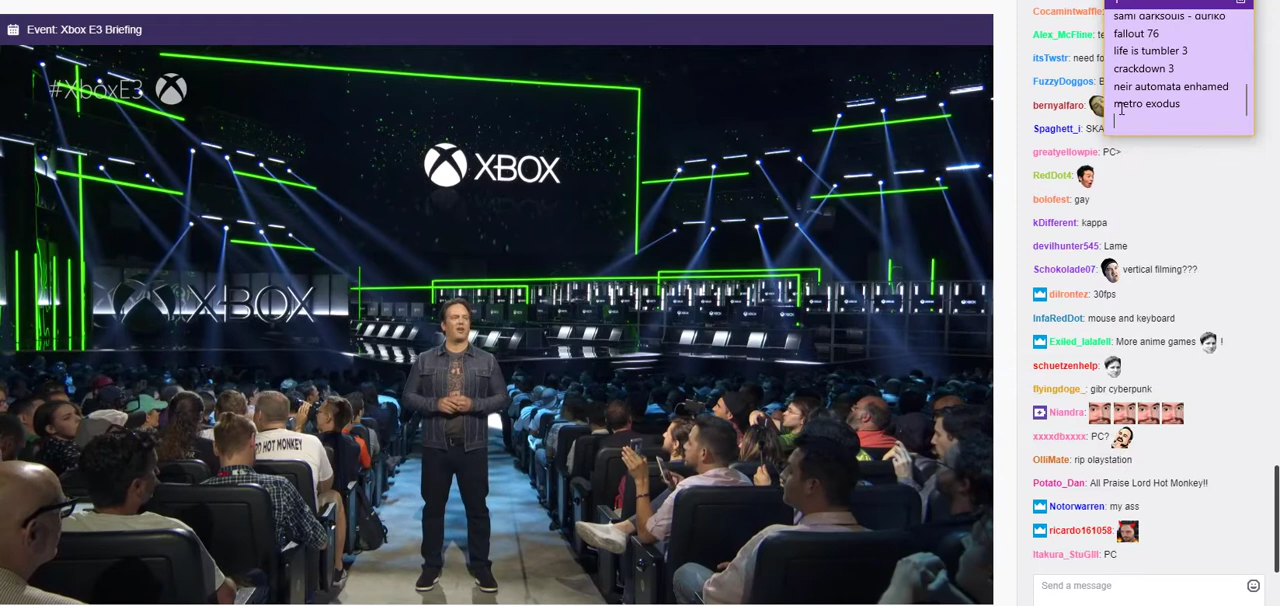 Event: Xbox E3 Briefing
#XboxE3
XBOX
XBOX
HOT MONKEY
sami darksouls - duriko
fallout 76
life is tumbler 3
crackdown 3
neir automata enhamed
metro exodus
Cocamintwaffle
Alex_McFline: te
itsTwstr: need fo
FuzzyDoggos: B
bernyalfaro:
Spaghett_i: SKA
greatyellowpie: PC>
RedDot4:
bolofest: gay
kDifferent: kappa
devilhunter545: Lame
Schokolade07: vertical filming???
dilrontez: 30fps
InfaRedDot: mouse and keyboard
Exiled_lalafell: More anime games !
schuetzenhelp:
flyingdoge_: gibr cyberpunk
Niandra:
xxxxdbxxxx: PC?
OlliMate: rip olaystation
Potato_Dan: All Praise Lord Hot Monkey!!
Notorwarren: my ass
ricardo161058:
Itakura_StuGIII: PC
Send a message